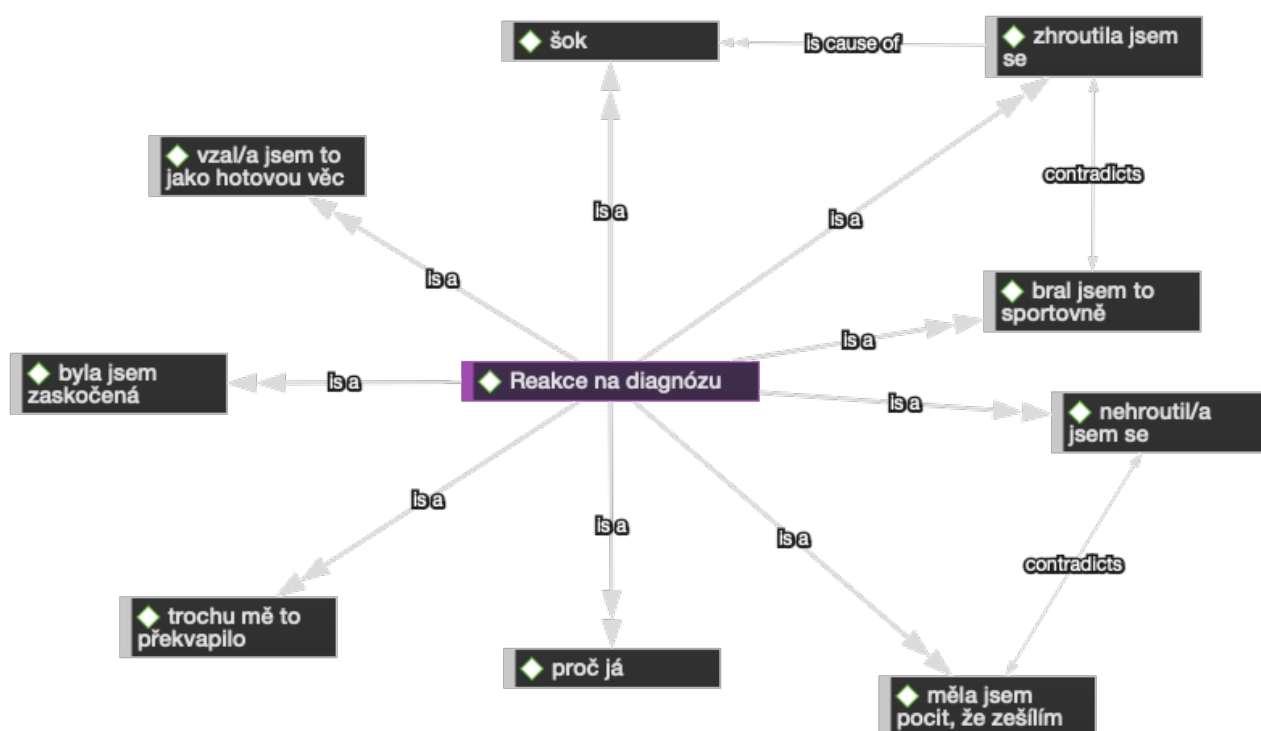 šok
is cause of
zhroutila jsem
se
vzal/a jsem to
jako hotovou věc
is a
is a
contradicts
is a
bral jsem to
sportovně
is a
byla jsem
zaskočená
is a
Reakce na diagnózu
is a
nehroutil/a
jsem se
is a
is a
is a
contradicts
trochu mě to
překvapilo
proč já
měla jsem
pocit, že zešílím